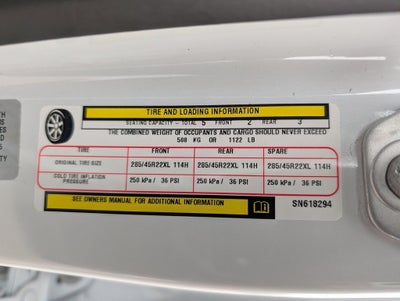 TIRE AND LOADING INFORMATION
SEATING CAPACITY - TOTAL 5 FRONT 2 REAR 3
THE COMBINED WEIGHT OF OCCUPANTS AND CARGO SHOULD NEVER EXCEED
508 KG OR 1122 LB
TIRE FRONT REAR SPARE
ORIGINAL TIRE SIZE 285/45R22XL 114H 285/45R22XL 114H 285/45R22XL 114H
COLD TIRE INFLATION
PRESSURE 250 kPa / 36 PSI 250 kPa / 36 PSI 250 kPa / 36 PSI
SEE OWNERS MANUAL FOR ADDITIONAL INFORMATION
SN618294